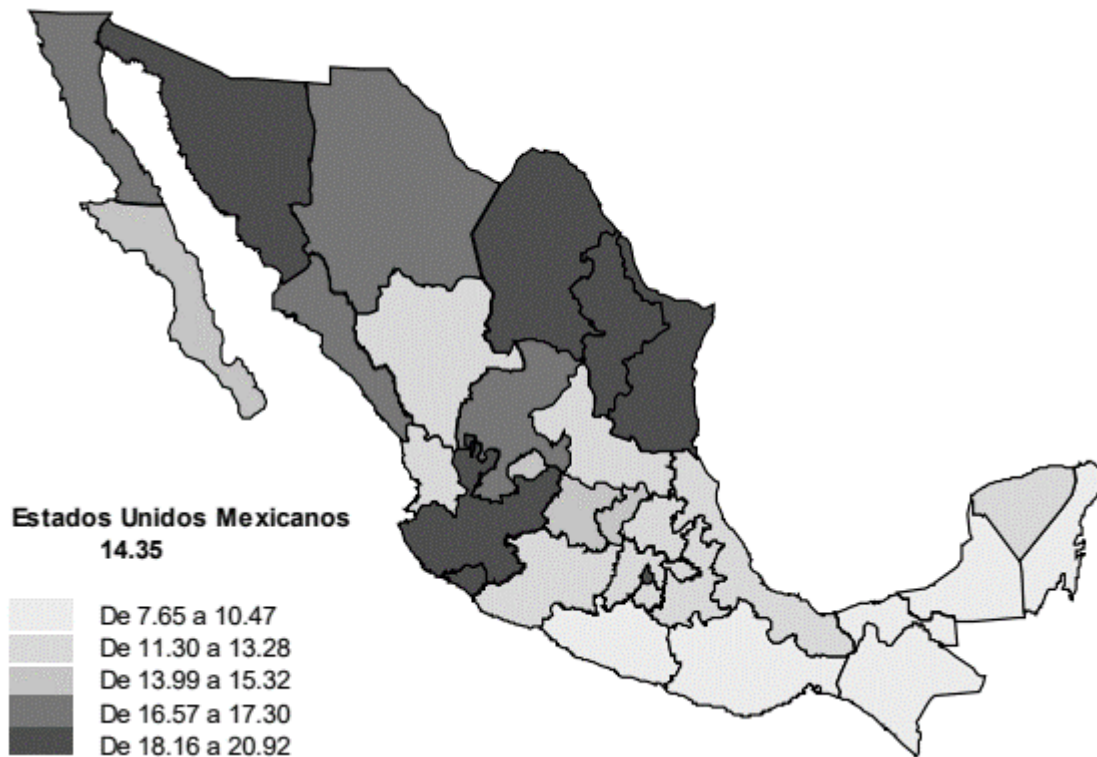 Estados Unidos Mexicanos
14.35
De 7.65 a 10.47
De 11.30 a 13.28
De 13.99 a 15.32
De 16.57 a 17.30
De 18.16 a 20.92